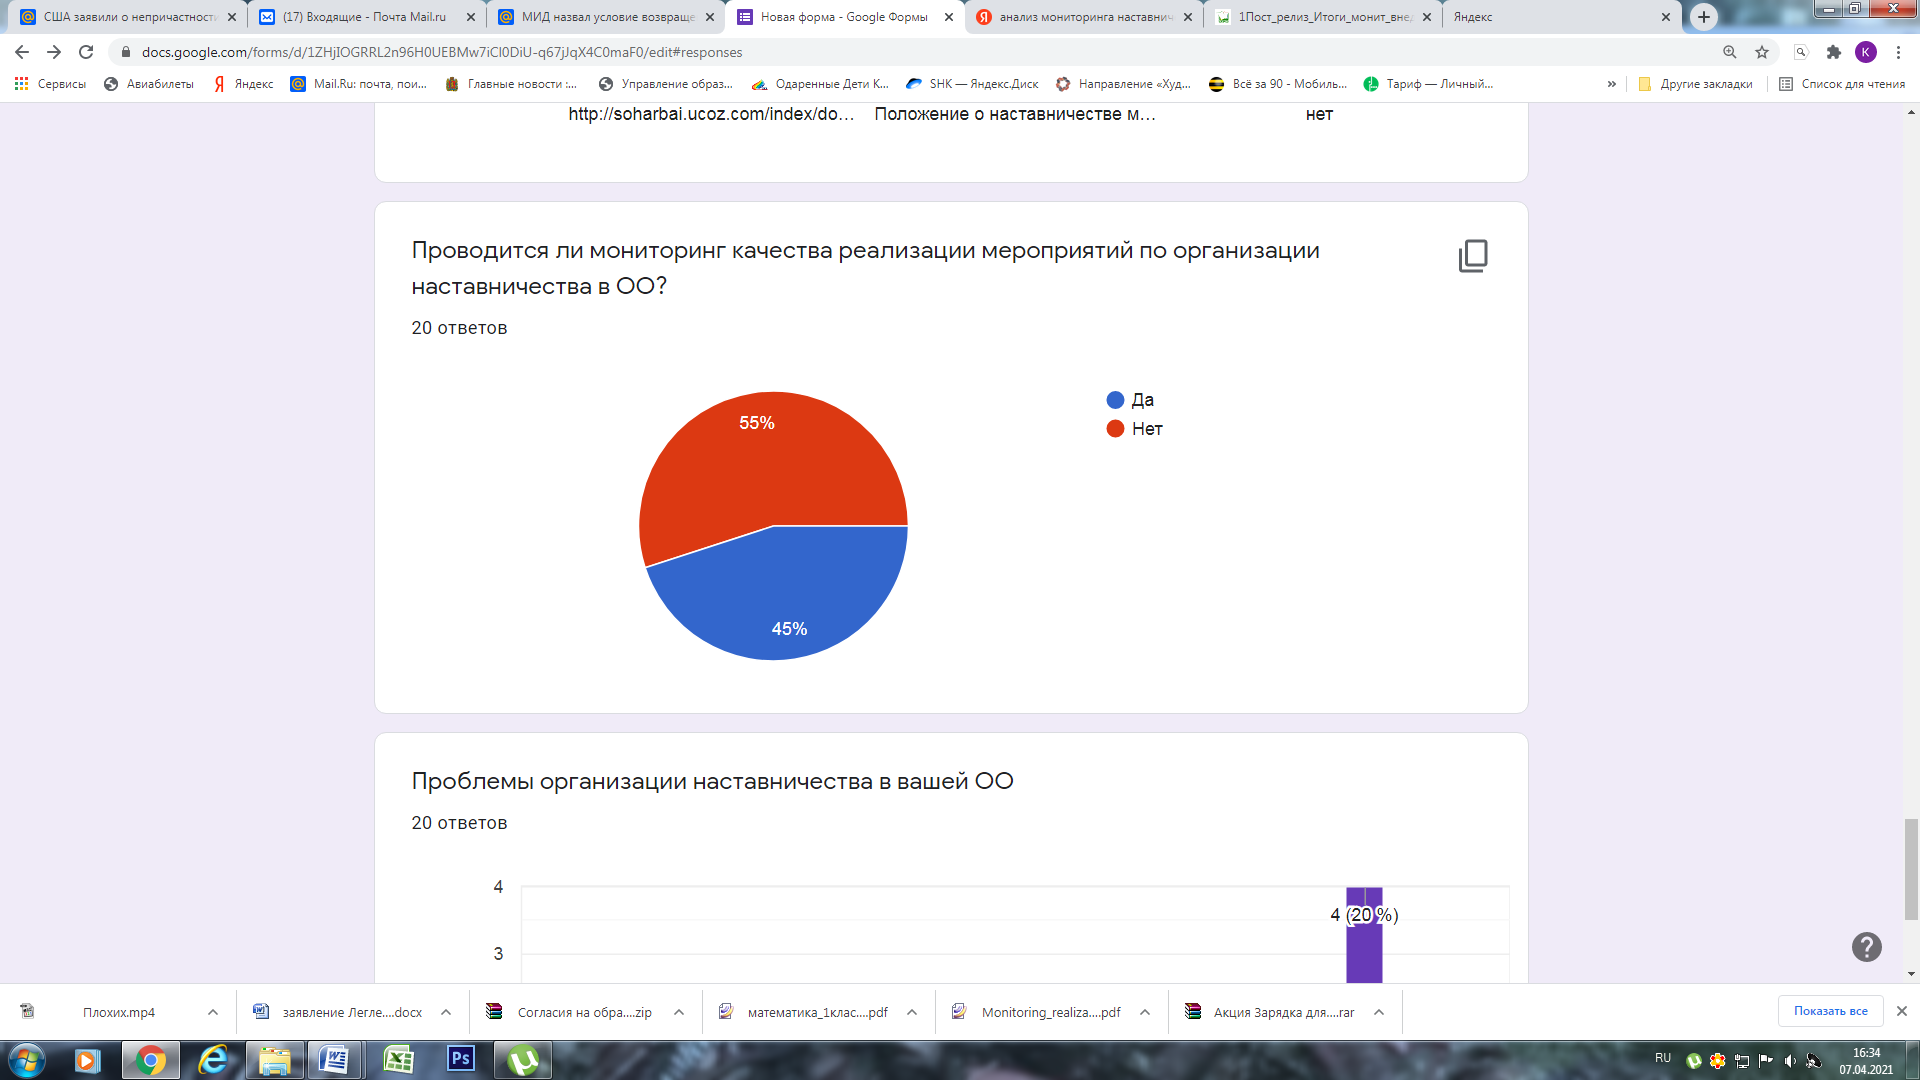 США заявили о непричастности
(17) Входящие - Почта Mail.ru
МИД назвал условие возвраще
Новая форма - Google Формы
анализ мониторинга наставнич
1Пост_релиз_Итоги_монит_вне
Яндекс
docs.google.com/forms/d/1ZHjIOGRRL2n96H0UEBMw7iCl0DiU-q67jJqX4C0maF0/edit#responses
К
Сервисы
Авиабилеты
Яндекс
Mail.Ru: почта, пои...
Главные новости :...
Управление образ...
Одаренные Дети К...
SHK — Яндекс.Диск
Направление «Худ...
Всё за 90 - Мобиль...
Тариф — Личный...
»
Другие закладки
Список для чтения
http://soharbai.ucoz.com/index/do... Положение о наставничестве м... нет
Проводится ли мониторинг качества реализации мероприятий по организации
наставничества в ОО?
20 ответов
Да
Нет
55%
45%
Проблемы организации наставничества в вашей ОО
20 ответов
4
4 (20 %)
3
Плохих.mp4
заявление Легле....docx
Согласия на обра....zip
математика_1клас....pdf
Monitoring_realiza....pdf
Акция Зарядка для....rar
Показать все
Ps
RU
16:34
07.04.2021